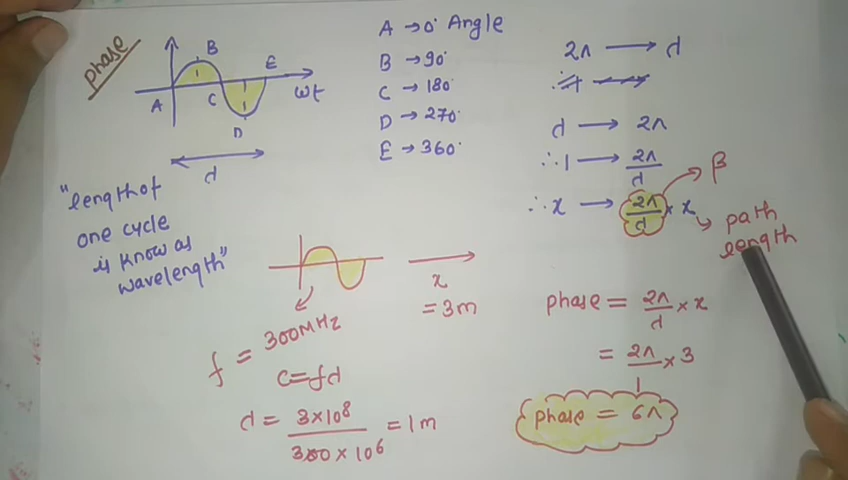 phase
B
E
A
C
ωt
D
d
"length of
one cycle
is know as
wavelength"
A → 0° Angle
B → 90°
C → 180°
D → 270°
E → 360°
2π → d
d → 2π
∴ 1 → 2π/d
∴ x → 2π/d × x
β
path
length
x
= 3m
f = 300MHz
c = fd
d = 3×10⁸/300×10⁶ = 1m
phase = 2π/d × x
= 2π/1 × 3
phase = 6π